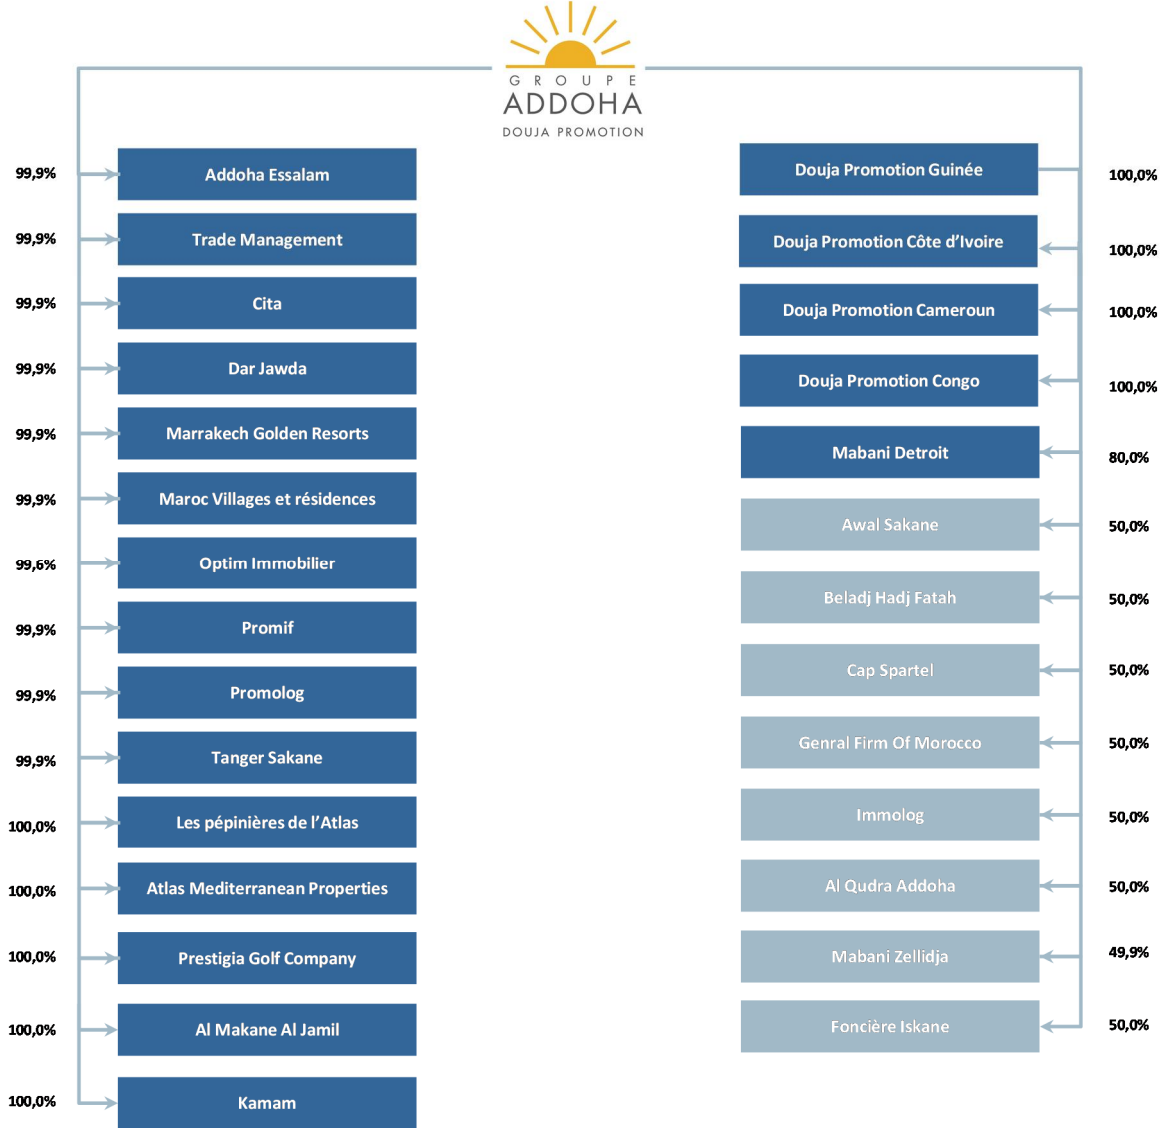 GROUPE
ADDOHA
DOUJA PROMOTION
99,9%
Addoha Essalam
99,9%
Trade Management
99,9%
Cita
99,9%
Dar Jawda
99,9%
Marrakech Golden Resorts
99,9%
Maroc Villages et résidences
99,6%
Optim Immobilier
99,9%
Promif
99,9%
Promolog
99,9%
Tanger Sakane
100,0%
Les pépinières de l’Atlas
100,0%
Atlas Mediterranean Properties
100,0%
Prestigia Golf Company
100,0%
Al Makane Al Jamil
100,0%
Kamam
Douja Promotion Guinée
100,0%
Douja Promotion Côte d’Ivoire
100,0%
Douja Promotion Cameroun
100,0%
Douja Promotion Congo
100,0%
Mabani Detroit
80,0%
Awal Sakane
50,0%
Beladj Hadj Fatah
50,0%
Cap Spartel
50,0%
Genral Firm Of Morocco
50,0%
Immolog
50,0%
Al Qudra Addoha
50,0%
Mabani Zellidja
49,9%
Foncière Iskane
50,0%